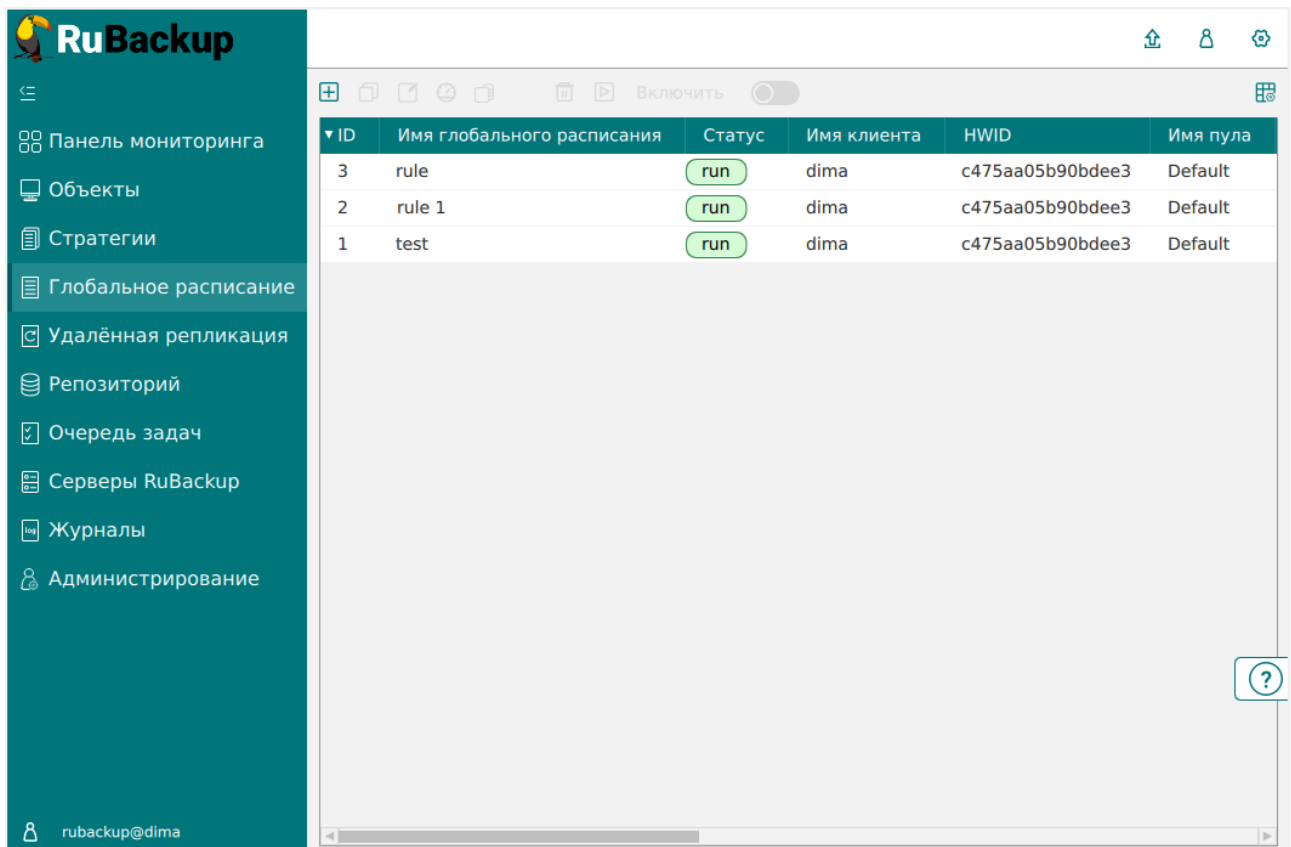 RuBackup
Включить
Панель мониторинга
Объекты
Стратегии
Глобальное расписание
Удалённая репликация
Репозиторий
Очередь задач
Серверы RuBackup
log Журналы
Администрирование
rubackup@dima
ID Имя глобального расписания Статус Имя клиента HWID Имя пула
3 rule run dima c475aa05b90bdee3 Default
2 rule 1 run dima c475aa05b90bdee3 Default
1 test run dima c475aa05b90bdee3 Default
?